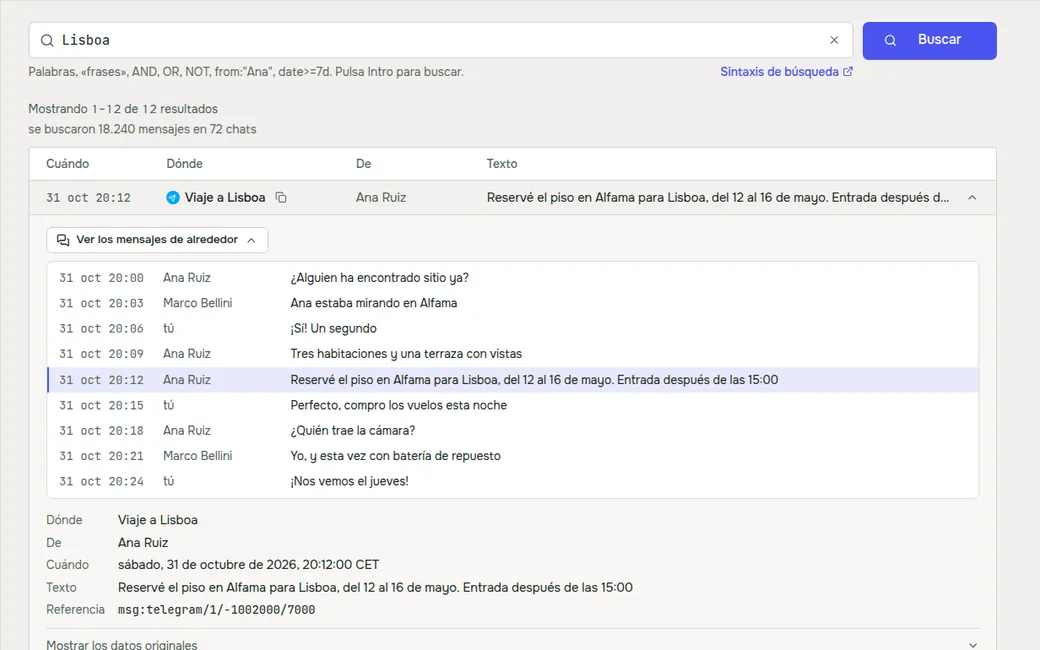 Lisboa
Buscar
Palabras, «frases», AND, OR, NOT, from:"Ana", date>=7d. Pulsa Intro para buscar.
Sintaxis de búsqueda
Mostrando 1–12 de 12 resultados
se buscaron 18.240 mensajes en 72 chats
Cuándo Dónde De Texto
31 oct 20:12 Viaje a Lisboa Ana Ruiz Reservé el piso en Alfama para Lisboa, del 12 al 16 de mayo. Entrada después d...
Ver los mensajes de alrededor
31 oct 20:00 Ana Ruiz ¿Alguien ha encontrado sitio ya?
31 oct 20:03 Marco Bellini Ana estaba mirando en Alfama
31 oct 20:06 tú ¡Sí! Un segundo
31 oct 20:09 Ana Ruiz Tres habitaciones y una terraza con vistas
31 oct 20:12 Ana Ruiz Reservé el piso en Alfama para Lisboa, del 12 al 16 de mayo. Entrada después de las 15:00
31 oct 20:15 tú Perfecto, compro los vuelos esta noche
31 oct 20:18 Ana Ruiz ¿Quién trae la cámara?
31 oct 20:21 Marco Bellini Yo, y esta vez con batería de repuesto
31 oct 20:24 tú ¡Nos vemos el jueves!
Dónde Viaje a Lisboa
De Ana Ruiz
Cuándo sábado, 31 de octubre de 2026, 20:12:00 CET
Texto Reservé el piso en Alfama para Lisboa, del 12 al 16 de mayo. Entrada después de las 15:00
Referencia msg:telegram/1/-1002000/7000
Mostrar los datos originales